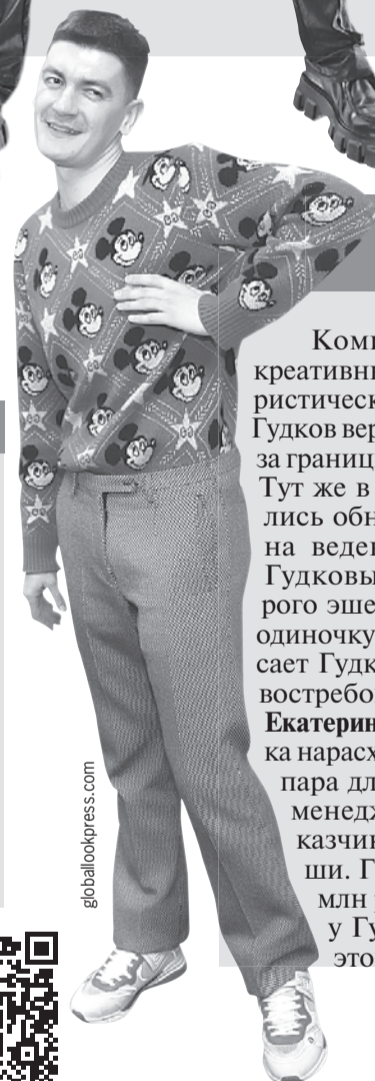 Коми
креативн
ристическ
Гудков вер
за границ
Тут же в
лись обн
на веде
Гудковы
рого эше
одиночку
сает Гудк
востребо
Екатерин
ка нарасх
пара дл
менедж
казчик
ши. Г
млн
у Гу
это
globallookpress.com